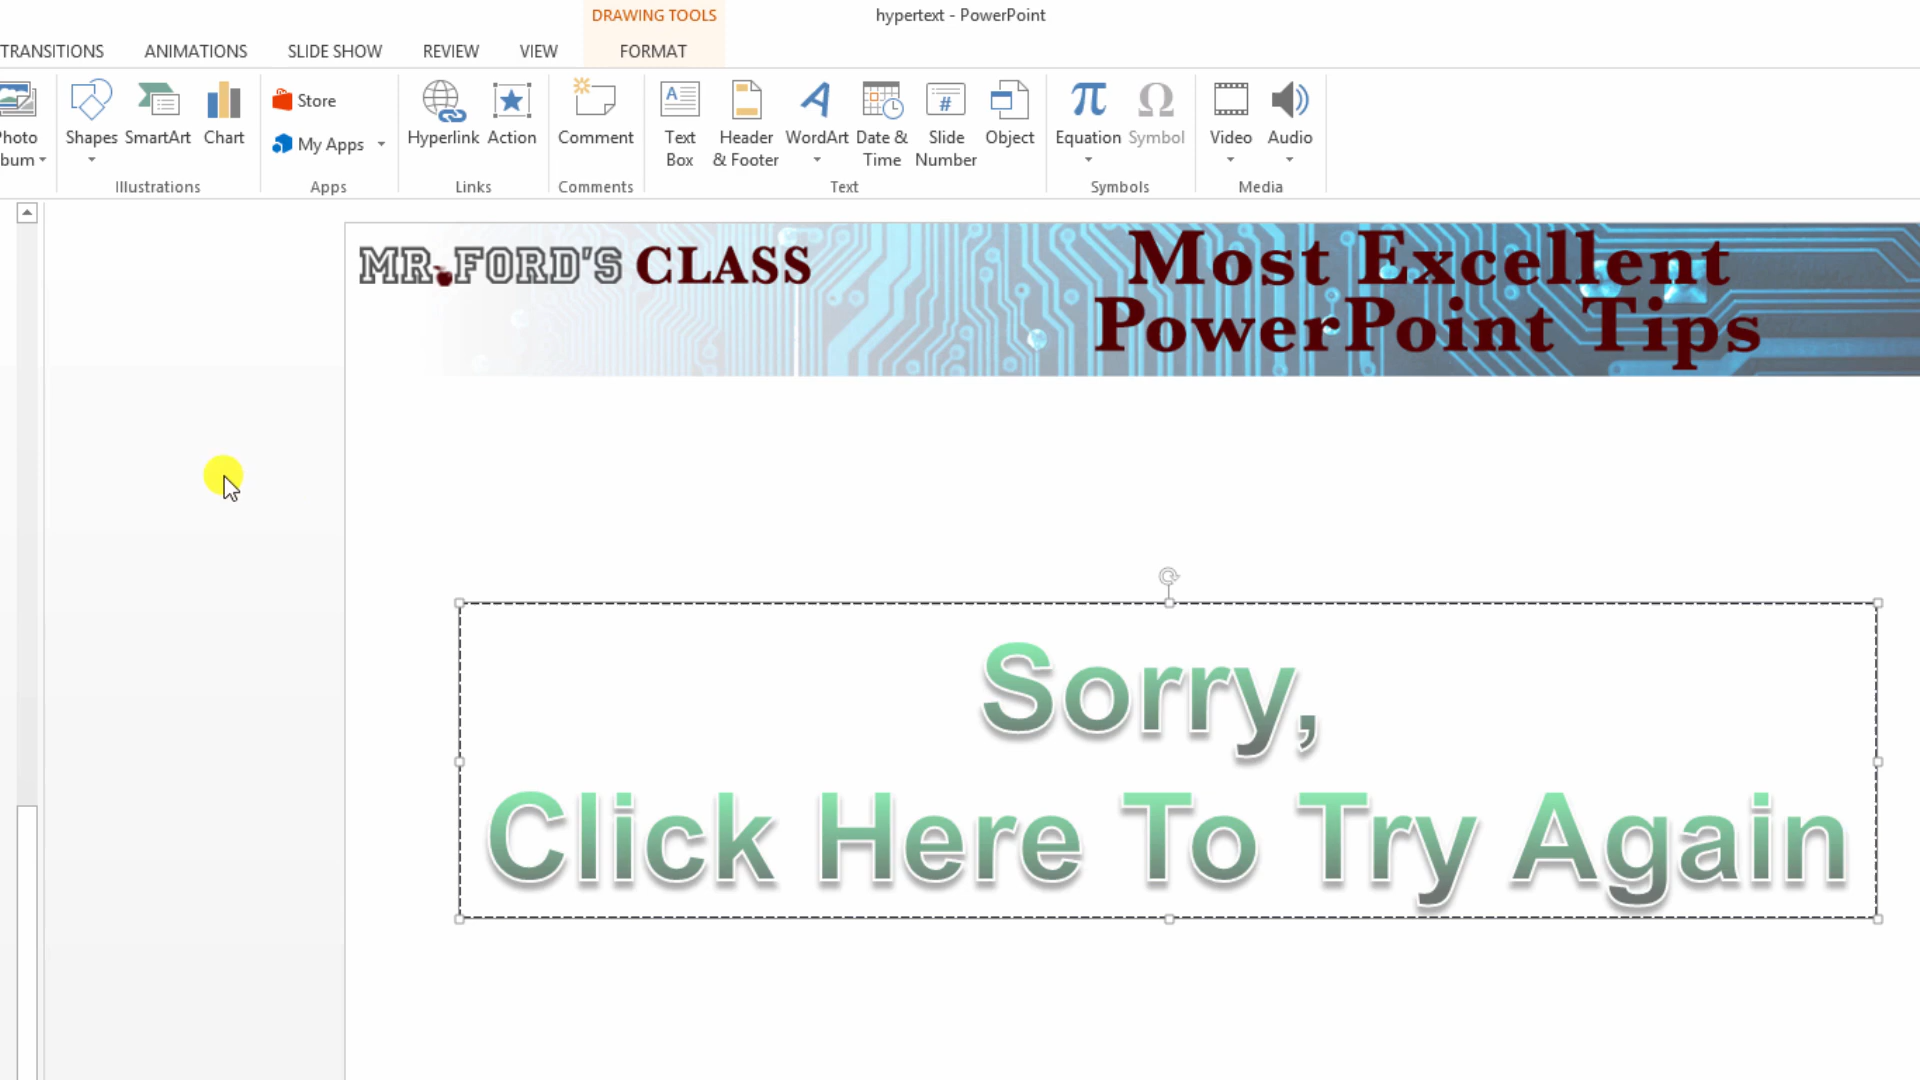 DRAWING TOOLS
hypertext - PowerPoint
TRANSITIONS ANIMATIONS SLIDE SHOW REVIEW VIEW FORMAT
Photo
bum
Shapes SmartArt Chart
Store
My Apps
Hyperlink Action Comment
Text
Box
Header
& Footer
WordArt
Date &
Time
Slide
Number
Object
Equation Symbol
Video Audio
Illustrations Apps Links Comments Text Symbols Media
MR.FORD'S CLASS
Most Excellent
PowerPoint Tips
Sorry,
Click Here To Try Again